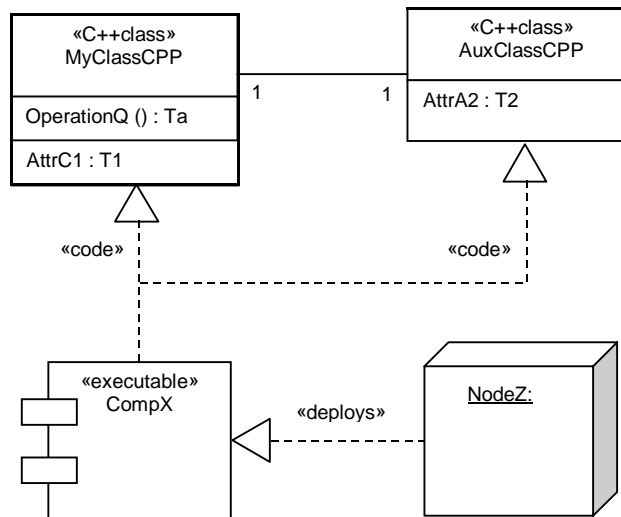 «C++class»
MyClassCPP
OperationQ () : Ta
AttrC1 : T1
1
1
«C++class»
AuxClassCPP
AttrA2 : T2
«code»
«code»
«executable»
CompX
«deploys»
NodeZ: